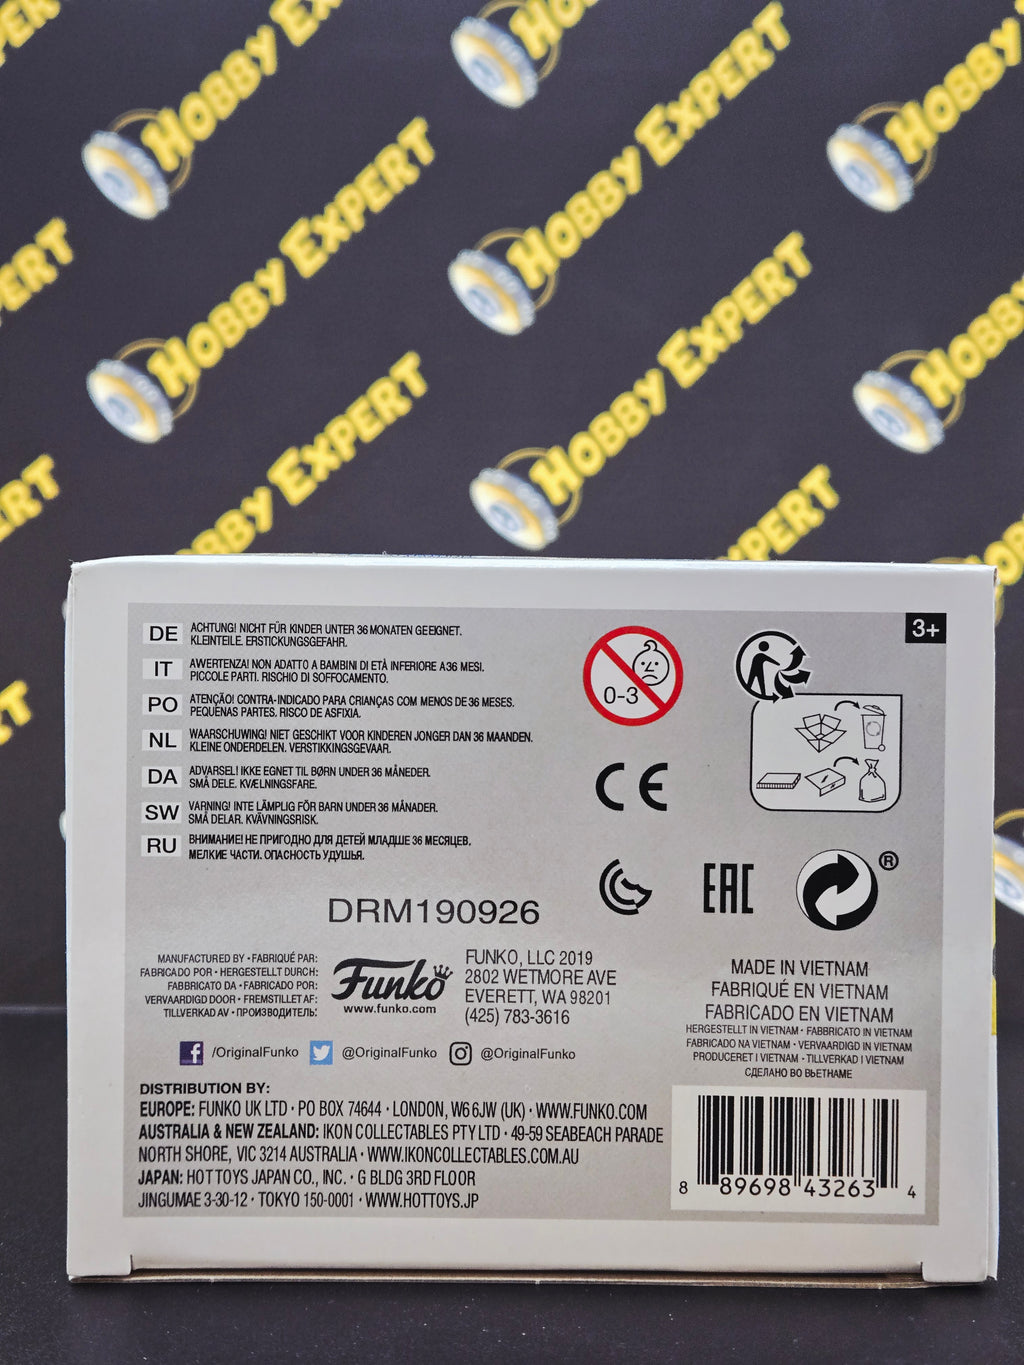 HOBBY EXPERT
HOBBY EXPERT
HOBBY EXPERT
HOBBY EXPERT
HOBBY EXPERT
HOBBY EXPERT
3+
DE
ACHTUNG! NICHT FÜR KINDER UNTER 36 MONATEN GEEIGNET.
KLEINTEILE. ERSTICKUNGSGEFAHR.
IT
AWERTENZA! NON ADATTO A BAMBINI DI ETÀ INFERIORE A 36 MESI.
PICCOLE PARTI. RISCHIO DI SOFFOCAMENTO.
PO
ATENÇÃO! CONTRA-INDICADO PARA CRIANÇAS COM MENOS DE 36 MESES.
PEQUENAS PARTES. RISCO DE ASFIXIA.
NL
WAARSCHUWING! NIET GESCHIKT VOOR KINDEREN JONGER DAN 36 MAANDEN.
KLEINE ONDERDELEN. VERSTIKKINGSGEVAAR.
DA
ADVARSEL! IKKE EGNET TIL BØRN UNDER 36 MÅNEDER.
SMÅ DELE. KVÆLNINGSFARE.
SW
VARNING! INTE LÄMPLIG FÖR BARN UNDER 36 MÅNADER.
SMÅ DELAR. KVÄVNINGSRISK.
RU
ВНИМАНИЕ! НЕ ПРИГОДНО ДЛЯ ДЕТЕЙ МЛАДШЕ 36 МЕСЯЦЕВ.
МЕЛКИЕ ЧАСТИ. ОПАСНОСТЬ УДУШЬЯ.
0-3
CE
EAC
®
DRM190926
MANUFACTURED BY • FABRIQUÉ PAR:
FABRICADO POR • HERGESTELLT DURCH:
FABBRICATO DA • FABRICADO POR:
VERVAARDIGD DOOR • FREMSTILLET AF:
TILLVERKAD AV • ПРОИЗВОДИТЕЛЬ:
Funko
www.funko.com
FUNKO, LLC 2019
2802 WETMORE AVE
EVERETT, WA 98201
(425) 783-3616
MADE IN VIETNAM
FABRIQUÉ EN VIETNAM
FABRICADO EN VIETNAM
HERGESTELLT IN VIETNAM • FABBRICATO IN VIETNAM
FABRICADO NA VIETNAM • VERVAARDIGD IN VIETNAM
PRODUCERET I VIETNAM • TILLVERKAD I VIETNAM
СДЕЛАНО ВО ВЬЕТНАМЕ
f /OriginalFunko @OriginalFunko @OriginalFunko
DISTRIBUTION BY:
EUROPE: FUNKO UK LTD • PO BOX 74644 • LONDON, W6 6JW (UK) • WWW.FUNKO.COM
AUSTRALIA & NEW ZEALAND: IKON COLLECTABLES PTY LTD • 49-59 SEABEACH PARADE
NORTH SHORE, VIC 3214 AUSTRALIA • WWW.IKONCOLLECTABLES.COM.AU
JAPAN: HOT TOYS JAPAN CO., INC. • G BLDG 3RD FLOOR
JINGUMAE 3-30-12 • TOKYO 150-0001 • WWW.HOTTOYS.JP
8 89698 43263 4